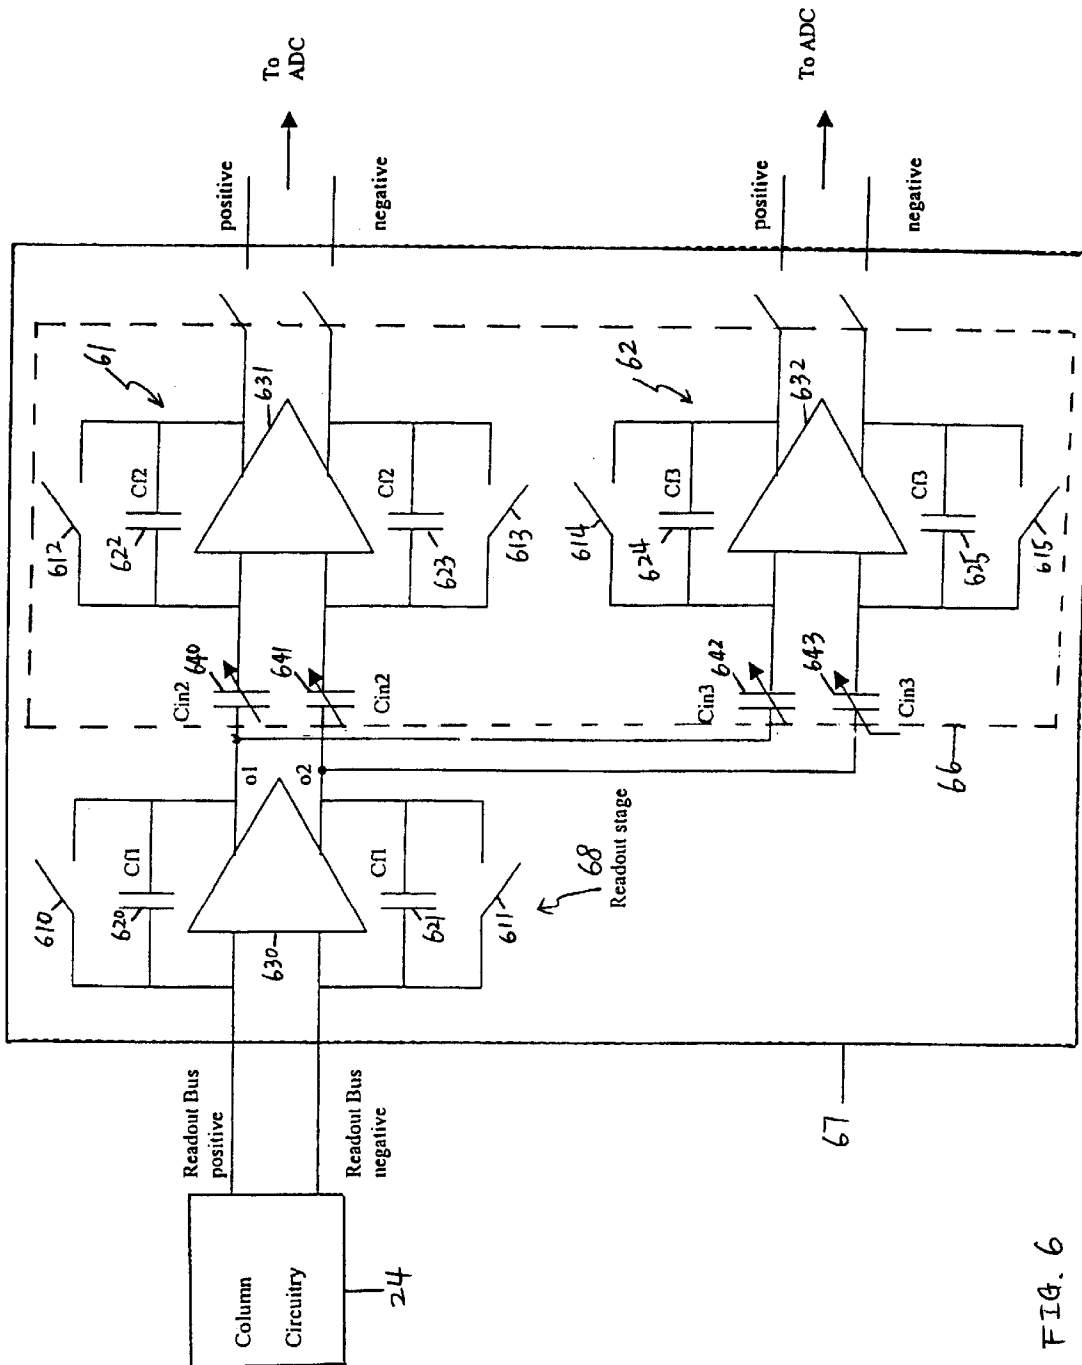 To
ADC
To ADC
positive
negative
positive
negative
61
62
631
632
612
622
Cf2
Cf2
623
613
614
624
Cf3
Cf3
625
615
640
Cin2
641
Cin2
642
Cin3
643
Cin3
66
o1
o2
610
620
Cf1
Cf1
621
611
630
68
Readout stage
67
Readout Bus
positive
Readout Bus
negative
Column
Circuitry
24
FIG. 6